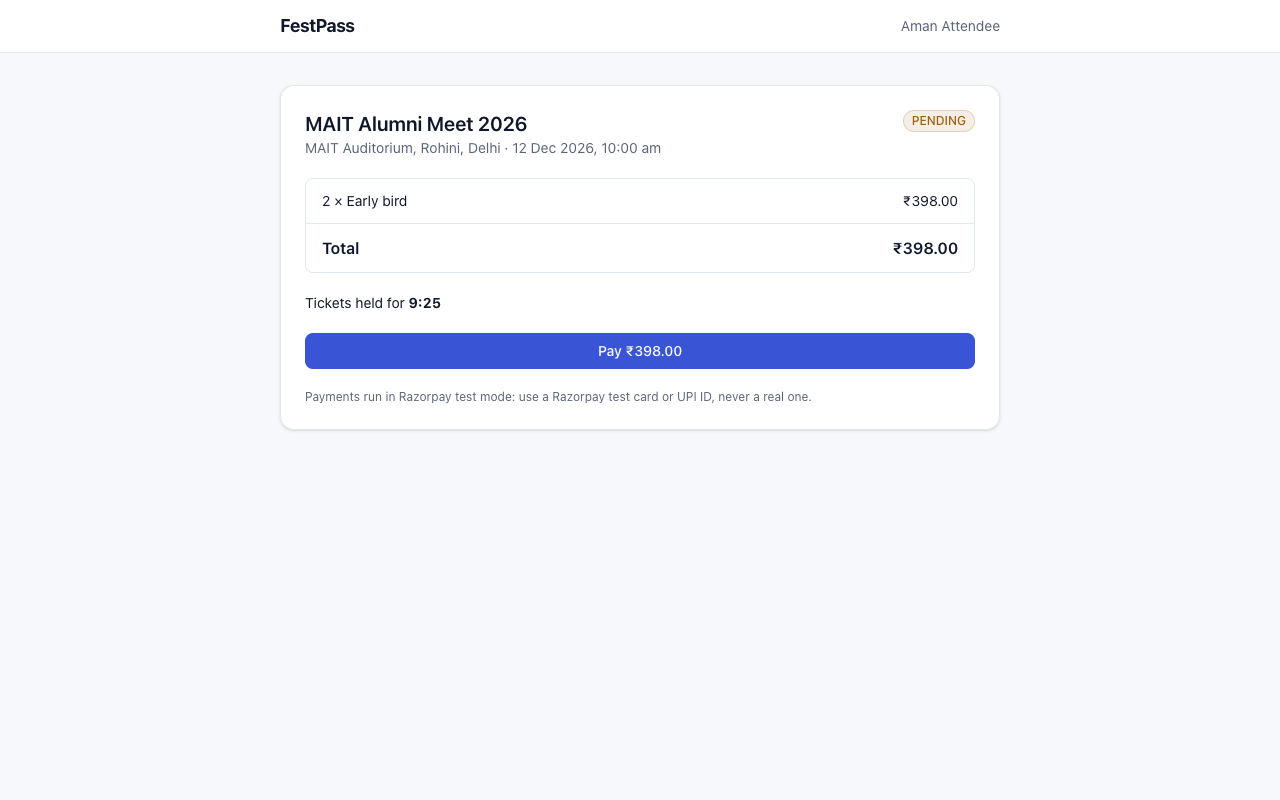 FestPass
Aman Attendee
MAIT Alumni Meet 2026
PENDING
MAIT Auditorium, Rohini, Delhi · 12 Dec 2026, 10:00 am
2 × Early bird ₹398.00
Total ₹398.00
Tickets held for 9:25
Pay ₹398.00
Payments run in Razorpay test mode: use a Razorpay test card or UPI ID, never a real one.